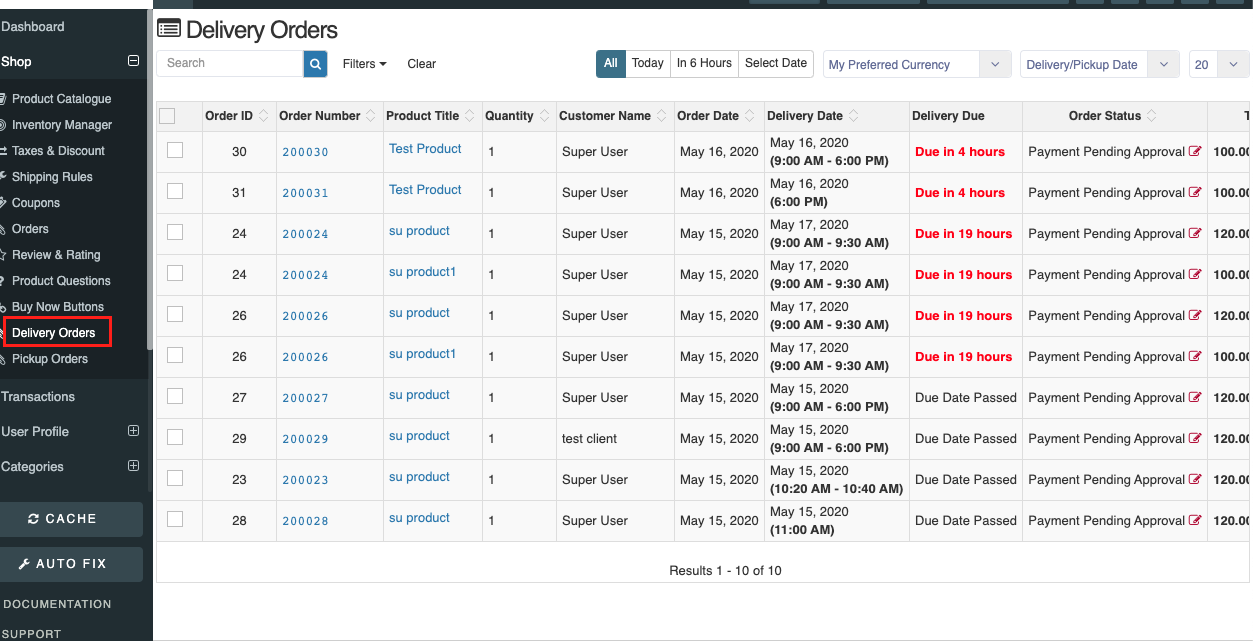 Dashboard
Shop
Product Catalogue
Inventory Manager
Taxes & Discount
Shipping Rules
Coupons
Orders
Review & Rating
Product Questions
Buy Now Buttons
Delivery Orders
Pickup Orders
Transactions
User Profile
Categories
CACHE
AUTO FIX
DOCUMENTATION
SUPPORT
Delivery Orders
Search Filters Clear All Today In 6 Hours Select Date My Preferred Currency Delivery/Pickup Date 20
Order ID Order Number Product Title Quantity Customer Name Order Date Delivery Date Delivery Due Order Status
30 200030 Test Product 1 Super User May 16, 2020 May 16, 2020 Due in 4 hours Payment Pending Approval 100.00
(9:00 AM - 6:00 PM)
31 200031 Test Product 1 Super User May 16, 2020 May 16, 2020 Due in 4 hours Payment Pending Approval 100.00
(6:00 PM)
24 200024 su product 1 Super User May 15, 2020 May 17, 2020 Due in 19 hours Payment Pending Approval 120.00
(9:00 AM - 9:30 AM)
24 200024 su product1 1 Super User May 15, 2020 May 17, 2020 Due in 19 hours Payment Pending Approval 100.00
(9:00 AM - 9:30 AM)
26 200026 su product 1 Super User May 15, 2020 May 17, 2020 Due in 19 hours Payment Pending Approval 120.00
(9:00 AM - 9:30 AM)
26 200026 su product1 1 Super User May 15, 2020 May 17, 2020 Due in 19 hours Payment Pending Approval 100.00
(9:00 AM - 9:30 AM)
27 200027 su product 1 Super User May 15, 2020 May 15, 2020 Due Date Passed Payment Pending Approval 120.00
(9:00 AM - 6:00 PM)
29 200029 su product 1 test client May 15, 2020 May 15, 2020 Due Date Passed Payment Pending Approval 120.00
(9:00 AM - 6:00 PM)
23 200023 su product 1 Super User May 15, 2020 May 15, 2020 Due Date Passed Payment Pending Approval 120.00
(10:20 AM - 10:40 AM)
28 200028 su product 1 Super User May 15, 2020 May 15, 2020 Due Date Passed Payment Pending Approval 120.00
(11:00 AM)
Results 1 - 10 of 10